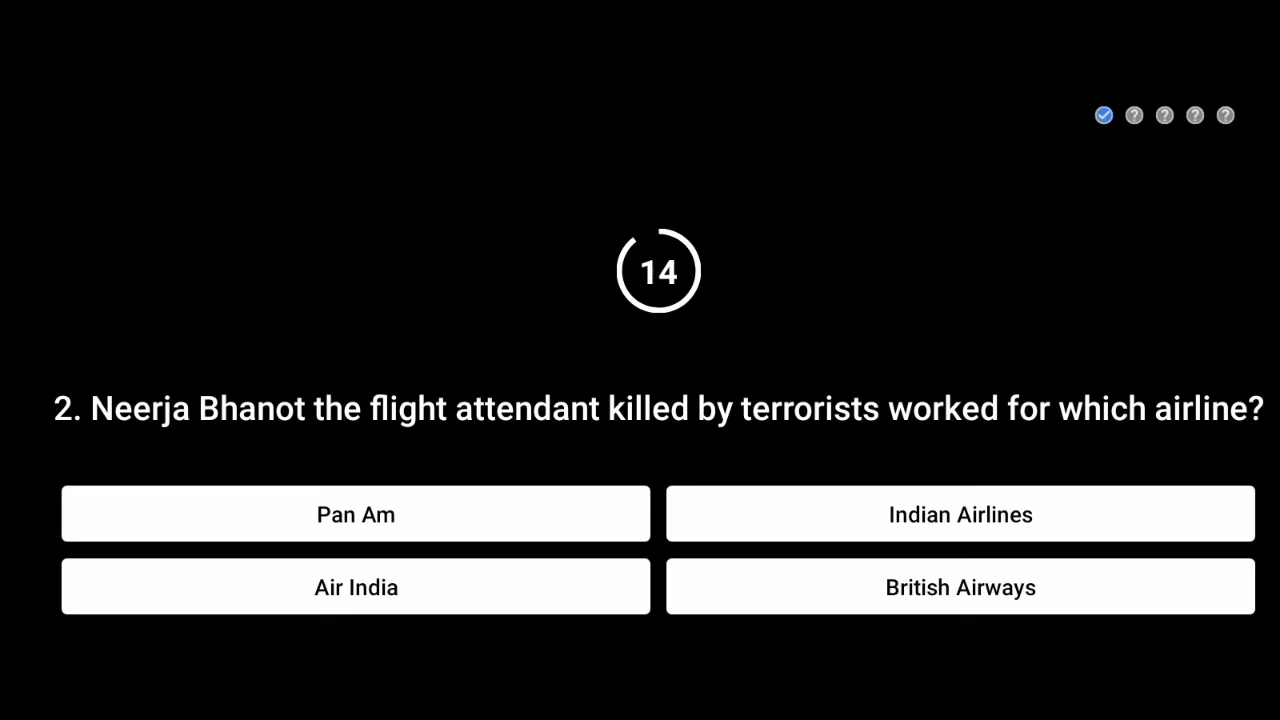 14
2. Neerja Bhanot the flight attendant killed by terrorists worked for which airline?
Pan Am
Indian Airlines
Air India
British Airways